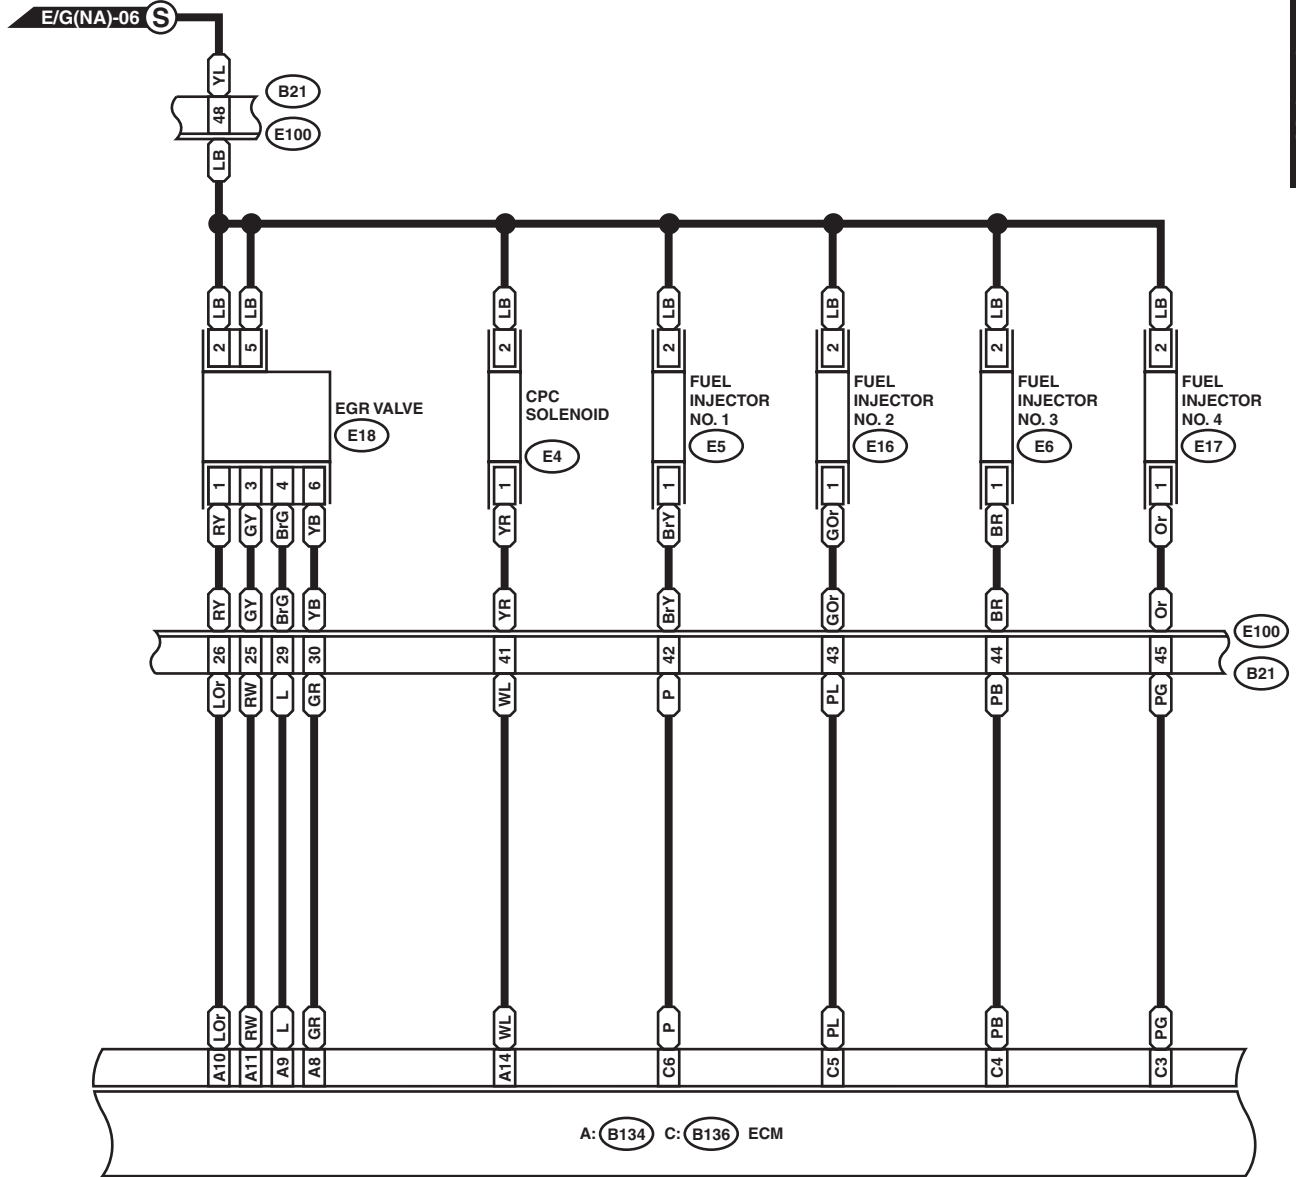 E/G(NA)-06 S
YL
B21
48
E100
LB
LB LB LB LB LB LB LB
2 5 2 2 2 2 2
EGR VALVE
E18
CPC
SOLENOID
E4
FUEL
INJECTOR
NO. 1
E5
FUEL
INJECTOR
NO. 2
E16
FUEL
INJECTOR
NO. 3
E6
FUEL
INJECTOR
NO. 4
E17
1 3 4 6 1 1 1 1 1
RY GY BrG YB YR BrY GOr BR Or
RY GY BrG YB YR BrY GOr BR Or
E100
26 25 29 30 41 42 43 44 45
B21
LOr RW L GR WL P PL PB PG
LOr RW L GR WL P PL PB PG
A10 A11 A9 A8 A14 C6 C5 C4 C3
A: B134 C: B136 ECM